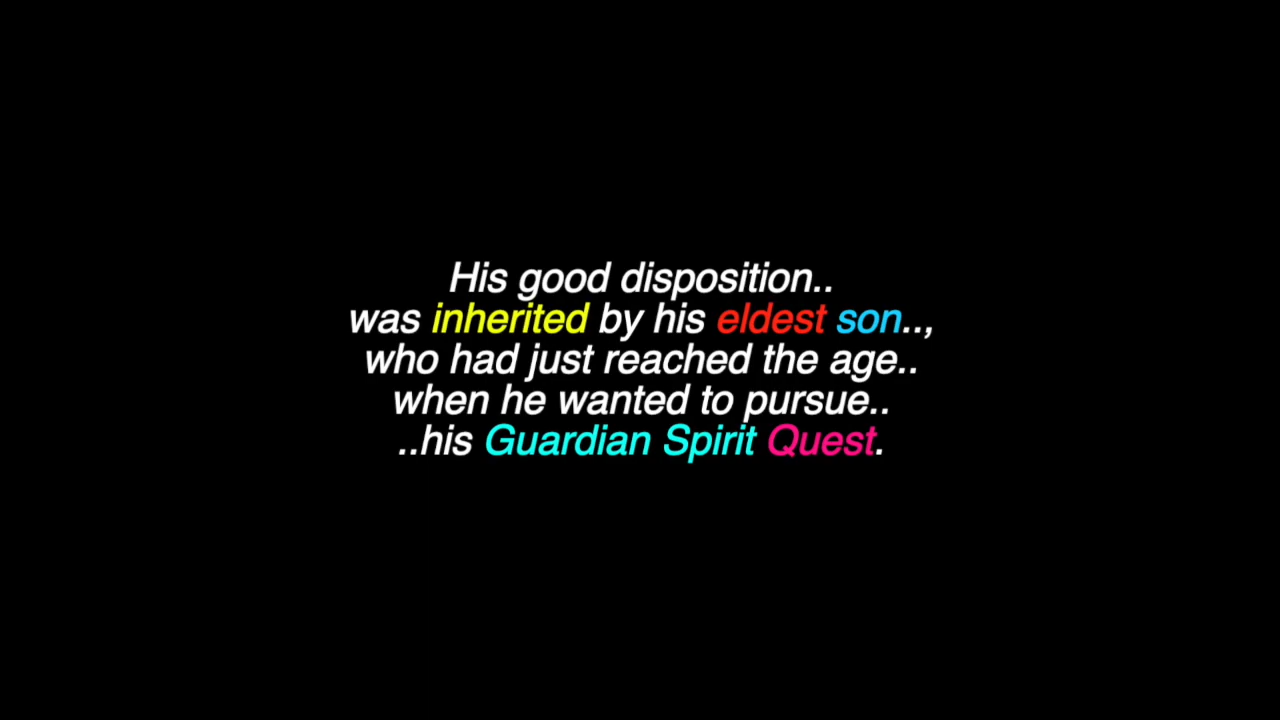 His good disposition..
was inherited by his eldest son..,
who had just reached the age..
when he wanted to pursue..
..his Guardian Spirit Quest.